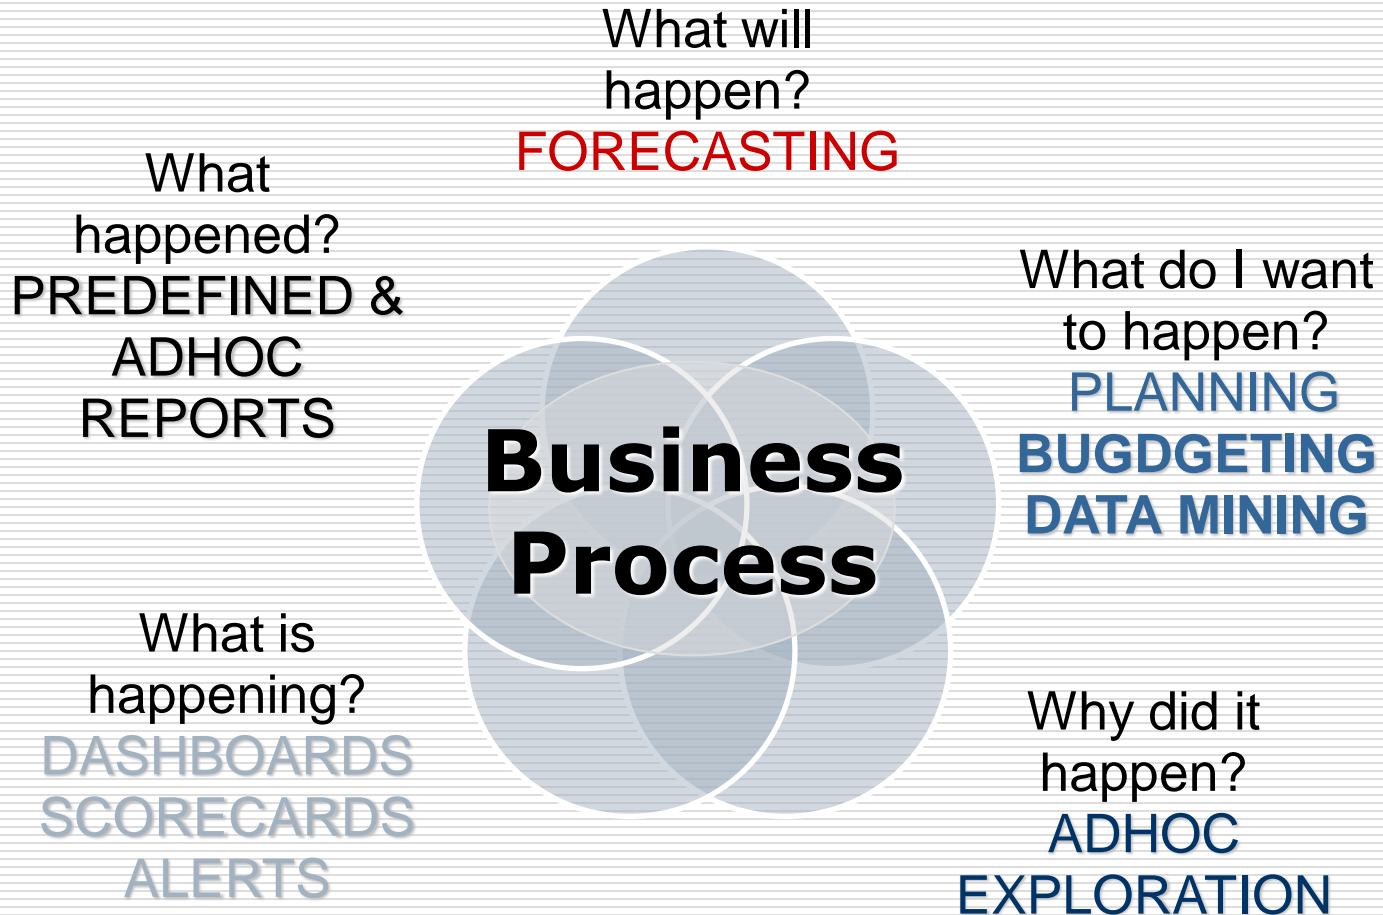 What will
happen?
FORECASTING
What
happened?
PREDEFINED &
ADHOC
REPORTS
What do I want
to happen?
PLANNING
BUGDGETING
DATA MINING
Business
Process
What is
happening?
DASHBOARDS
SCORECARDS
ALERTS
Why did it
happen?
ADHOC
EXPLORATION